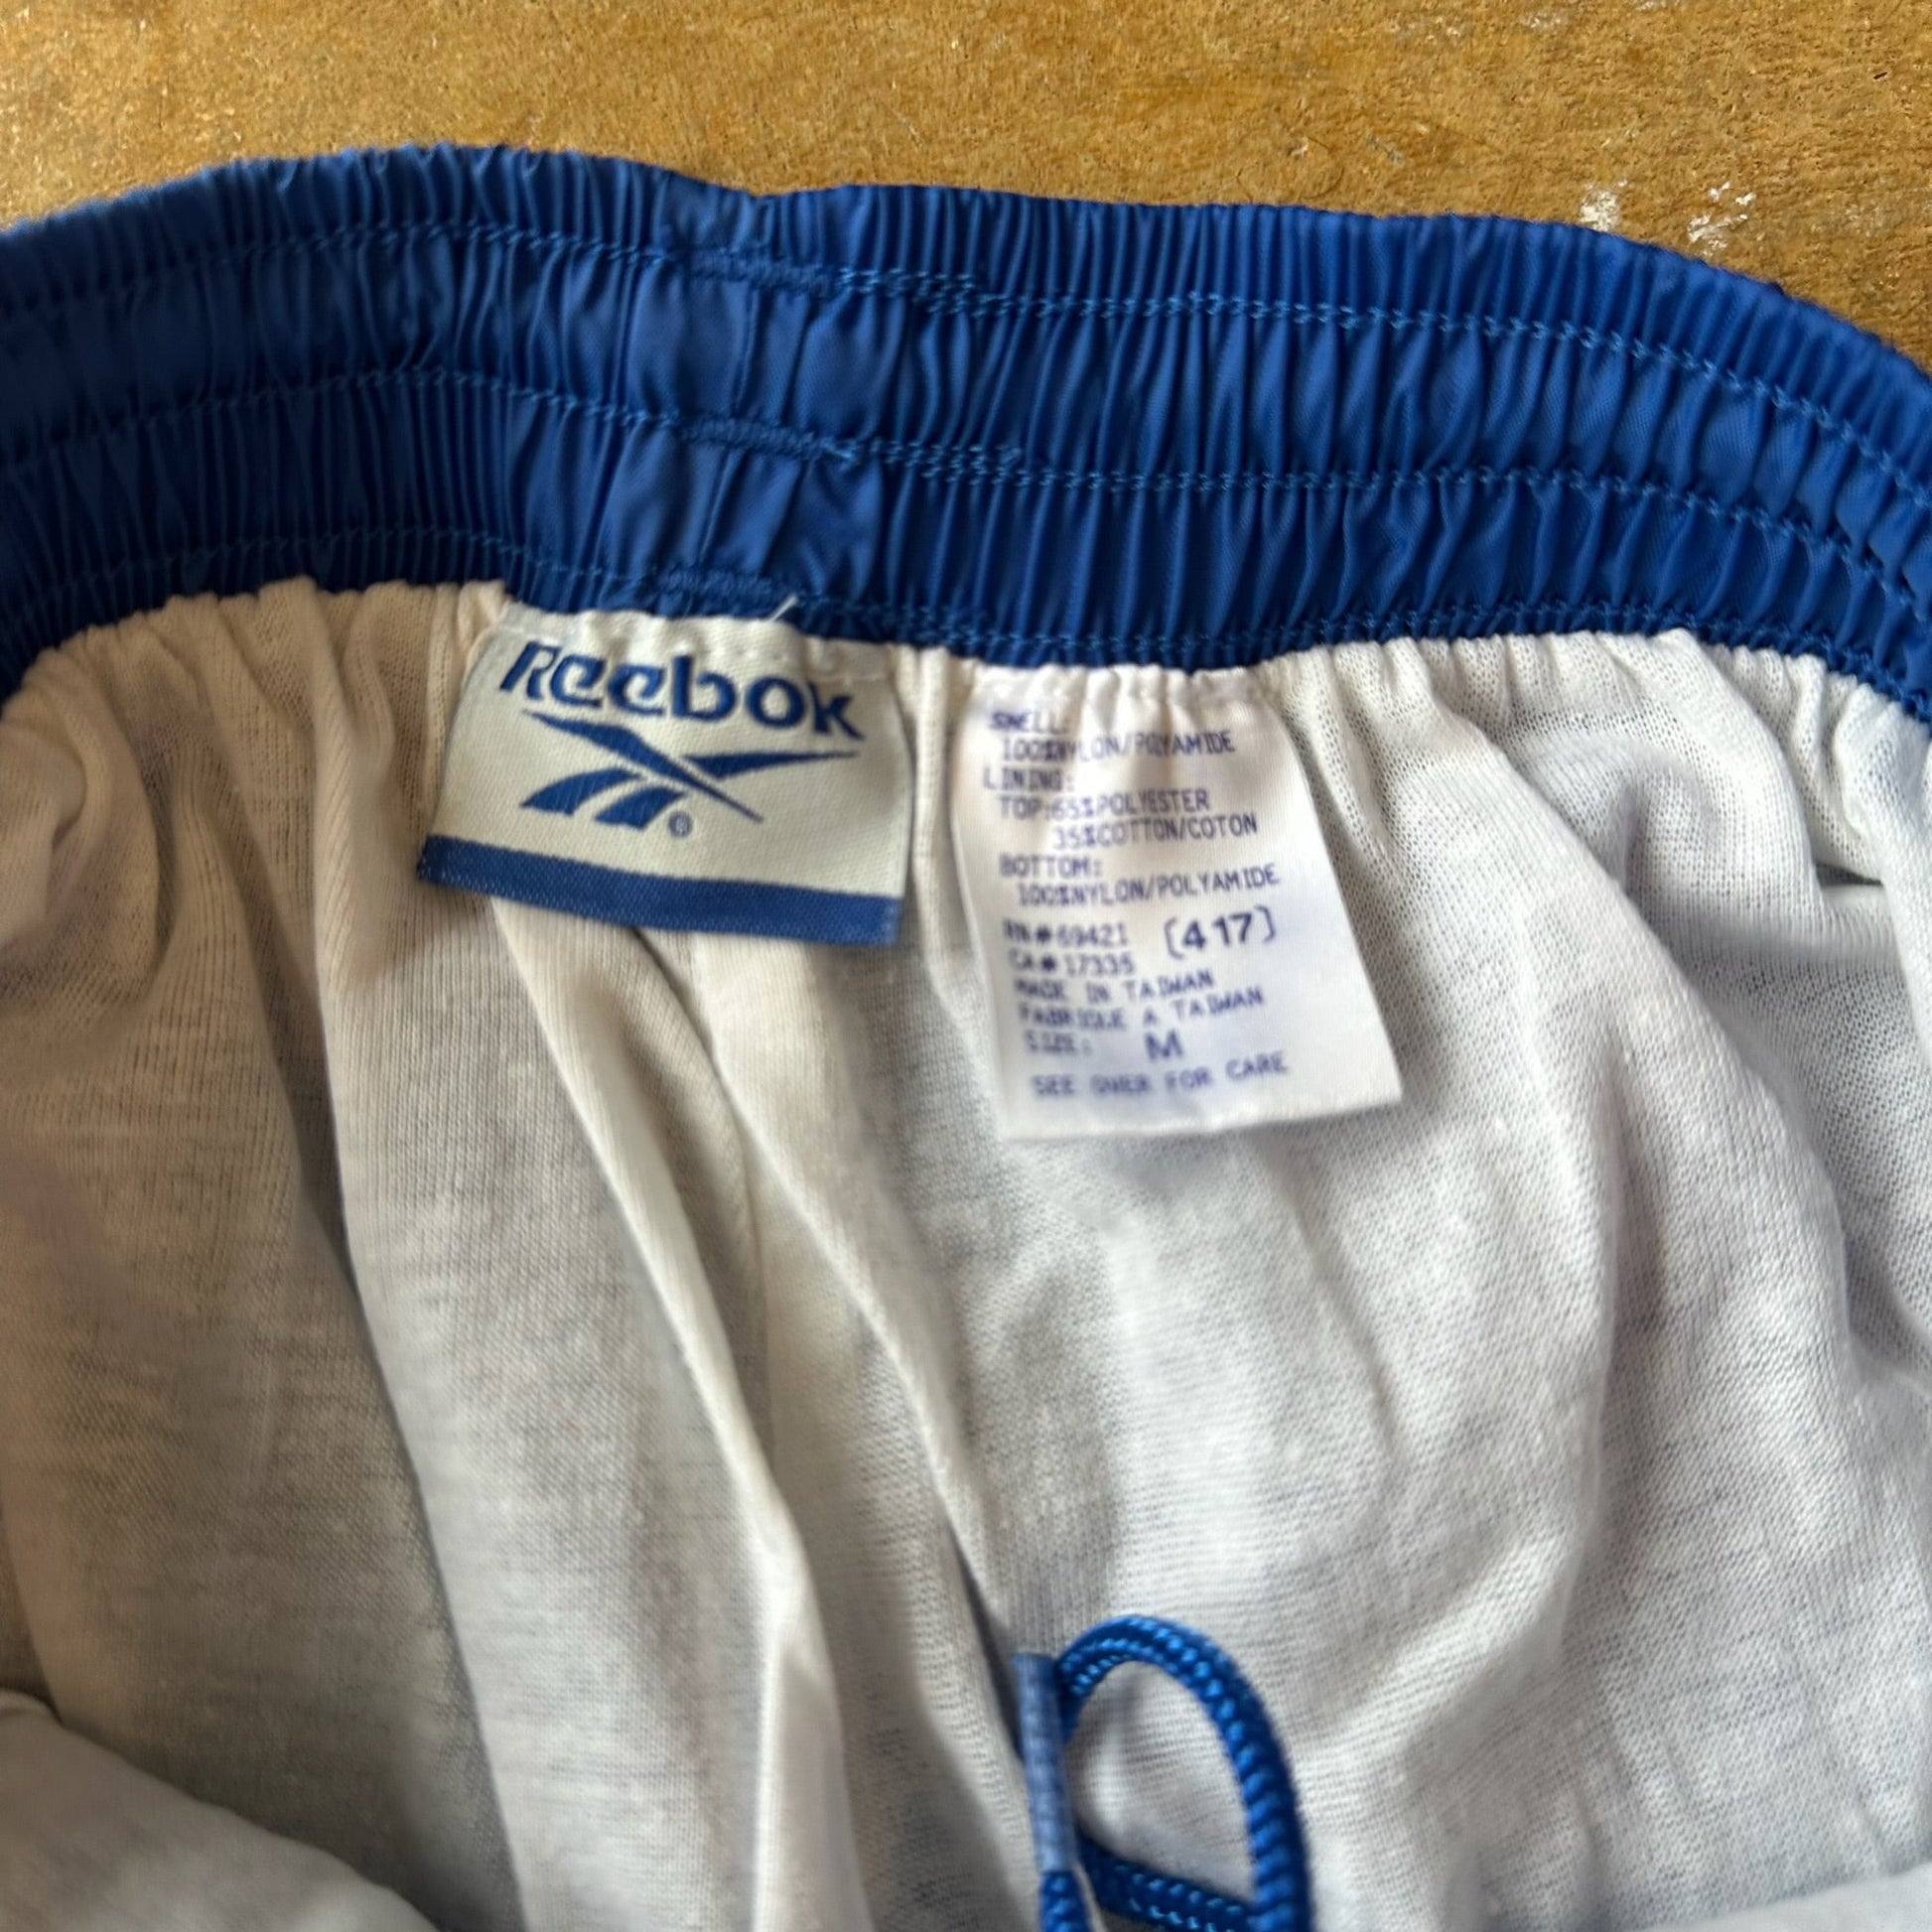 Reebok
®
SHELL:
100%NYLON/POLYAMIDE
LINING:
TOP:65%POLYESTER
35%COTTON/COTON
BOTTOM:
100%NYLON/POLYAMIDE
RN#69421 (417)
CA#17335
MADE IN TAIWAN
FABRIQUE A TAIWAN
SIZE: M
SEE OVER FOR CARE